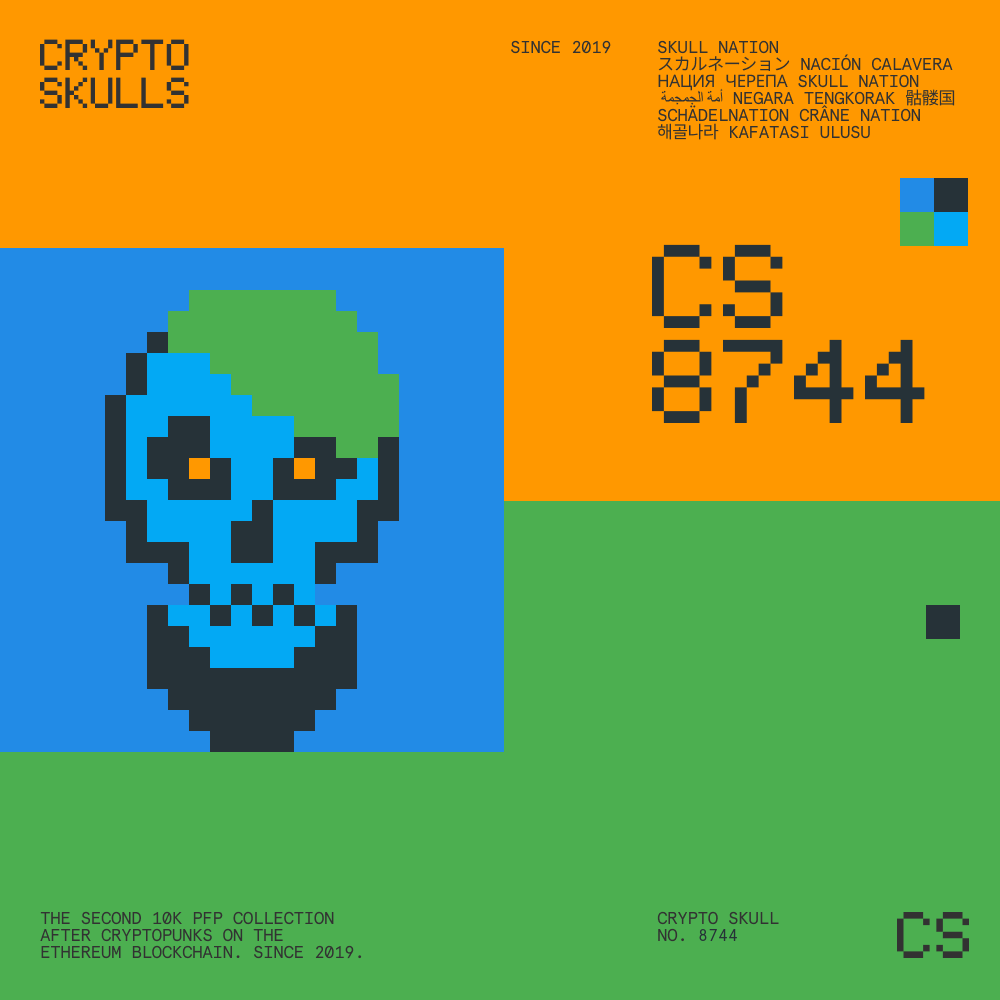 CRYPTO
SKULLS
SINCE 2019
SKULL NATION
スカルネーション NACIÓN CALAVERA
НАЦИЯ ЧЕРЕПА SKULL NATION
أمة الجمجمة NEGARA TENGKORAK 骷髅国
SCHÄDELNATION CRÂNE NATION
해골나라 KAFATASI ULUSU
CS
8744
THE SECOND 10K PFP COLLECTION
AFTER CRYPTOPUNKS ON THE
ETHEREUM BLOCKCHAIN. SINCE 2019.
CRYPTO SKULL
NO. 8744
CS